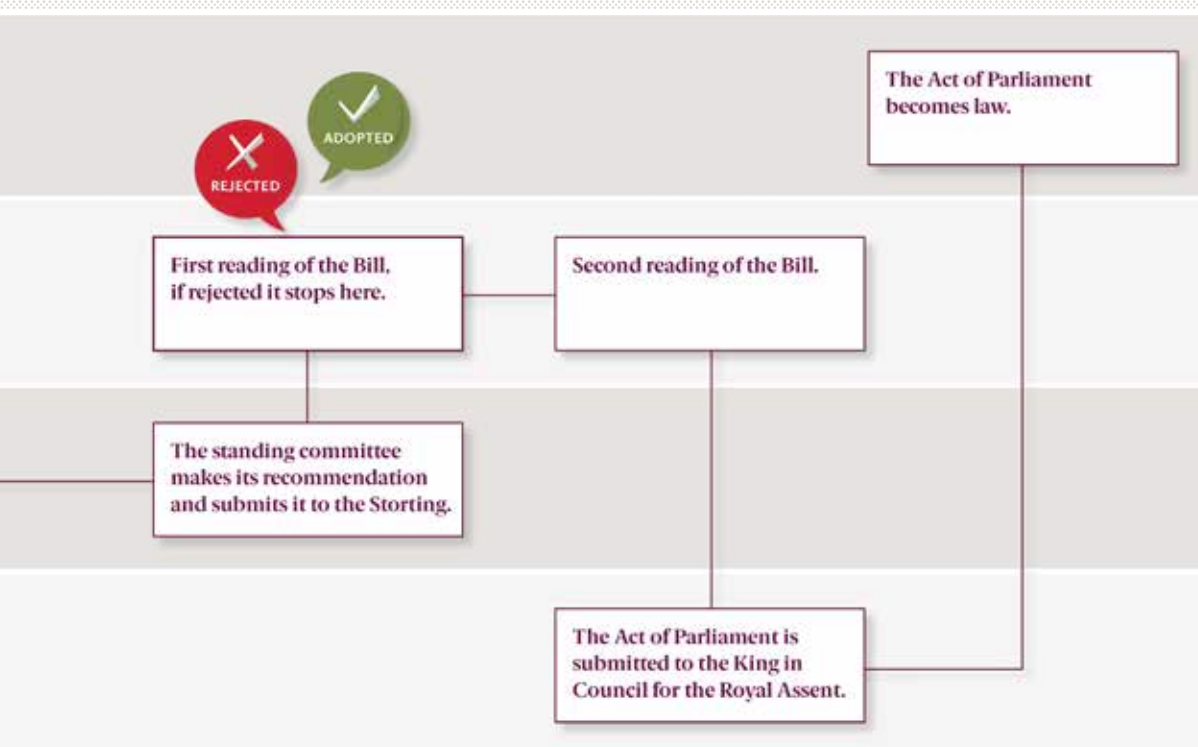 The Act of Parliament
becomes law.
ADOPTED
REJECTED
First reading of the Bill,
if rejected it stops here.
Second reading of the Bill.
The standing committee
makes its recommendation
and submits it to the Storting.
The Act of Parliament is
submitted to the King in
Council for the Royal Assent.